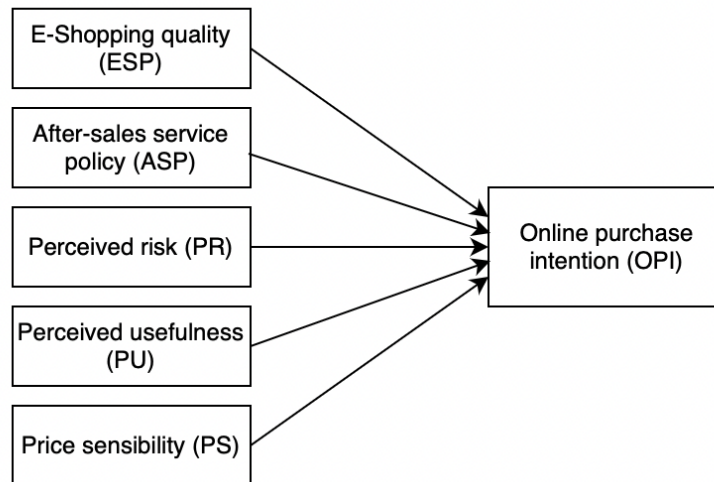 E-Shopping quality
(ESP)
After-sales service
policy (ASP)
Perceived risk (PR)
Perceived usefulness
(PU)
Price sensibility (PS)
Online purchase
intention (OPI)